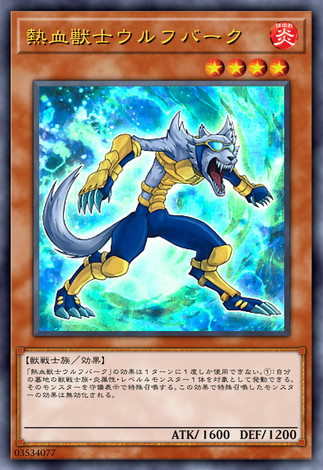 熱血獣士ウルフバーク
ほのお
炎
【獣戦士族／効果】
「熱血獣士ウルフバーク」の効果は1ターンに1度しか使用できない。①：自分
の墓地の獣戦士族・炎属性・レベル4モンスター1体を対象として発動できる。
そのモンスターを守備表示で特殊召喚する。この効果で特殊召喚したモンスター
の効果は無効化される。
ATK/ 1600 DEF/ 1200
03534077